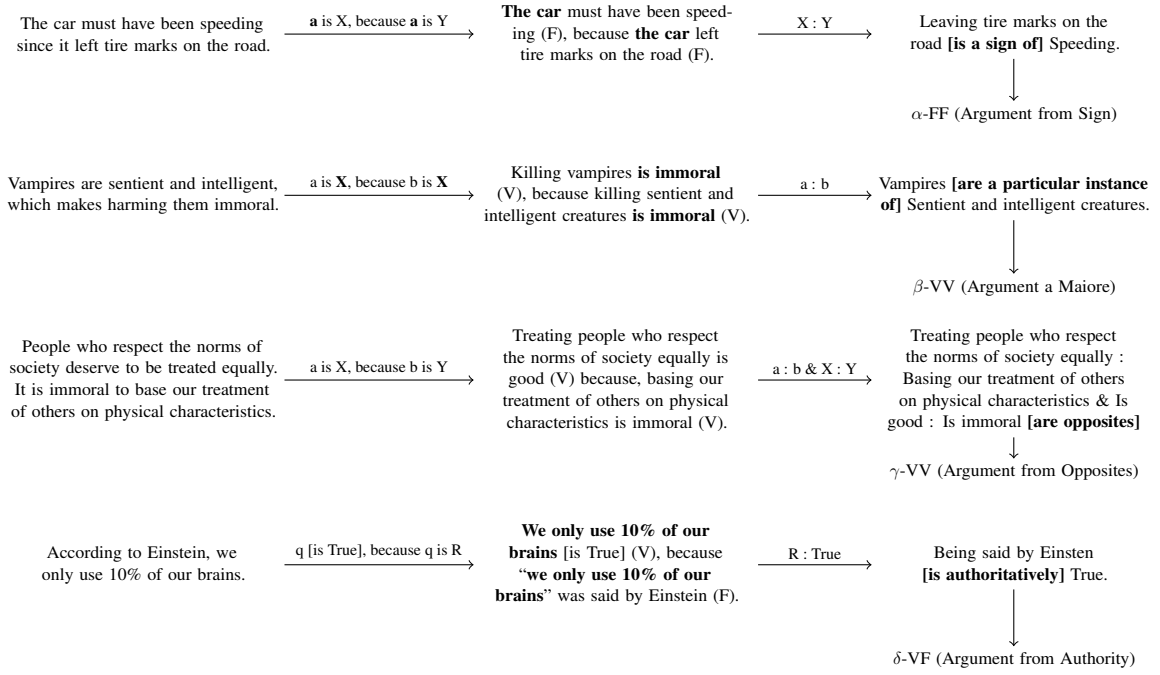 The car must have been speeding
since it left tire marks on the road.
a is X, because a is Y
The car must have been speed-
ing (F), because the car left
tire marks on the road (F).
X : Y
Leaving tire marks on the
road [is a sign of] Speeding.
α-FF (Argument from Sign)
Vampires are sentient and intelligent,
which makes harming them immoral.
a is X, because b is X
Killing vampires is immoral
(V), because killing sentient and
intelligent creatures is immoral (V).
a : b
Vampires [are a particular instance
of] Sentient and intelligent creatures.
β-VV (Argument a Maiore)
People who respect the norms of
society deserve to be treated equally.
It is immoral to base our treatment
of others on physical characteristics.
a is X, because b is Y
Treating people who respect
the norms of society equally is
good (V) because, basing our
treatment of others on physical
characteristics is immoral (V).
a : b & X : Y
Treating people who respect
the norms of society equally :
Basing our treatment of others
on physical characteristics & Is
good : Is immoral [are opposites]
γ-VV (Argument from Opposites)
According to Einstein, we
only use 10% of our brains.
q [is True], because q is R
We only use 10% of our
brains [is True] (V), because
“we only use 10% of our
brains” was said by Einstein (F).
R : True
Being said by Einsten
[is authoritatively] True.
δ-VF (Argument from Authority)